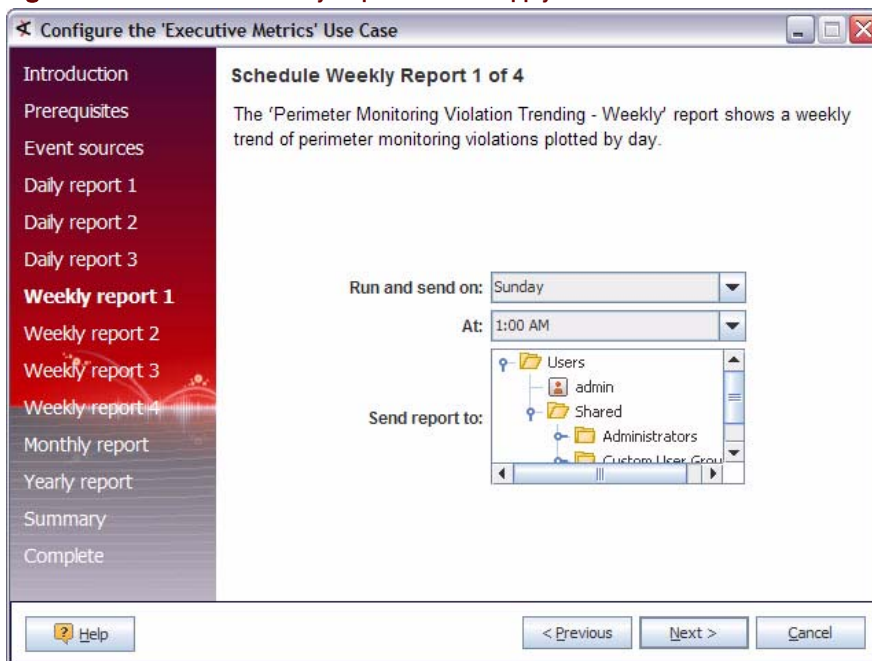 Configure the 'Executive Metrics' Use Case
Introduction
Prerequisites
Event sources
Daily report 1
Daily report 2
Daily report 3
Weekly report 1
Weekly report 2
Weekly report 3
Weekly report 4
Monthly report
Yearly report
Summary
Complete
Schedule Weekly Report 1 of 4
The 'Perimeter Monitoring Violation Trending - Weekly' report shows a weekly
trend of perimeter monitoring violations plotted by day.
Run and send on: Sunday
At: 1:00 AM
Send report to:
Users
admin
Shared
Administrators
Custom User Grou
Help
< Previous
Next >
Cancel